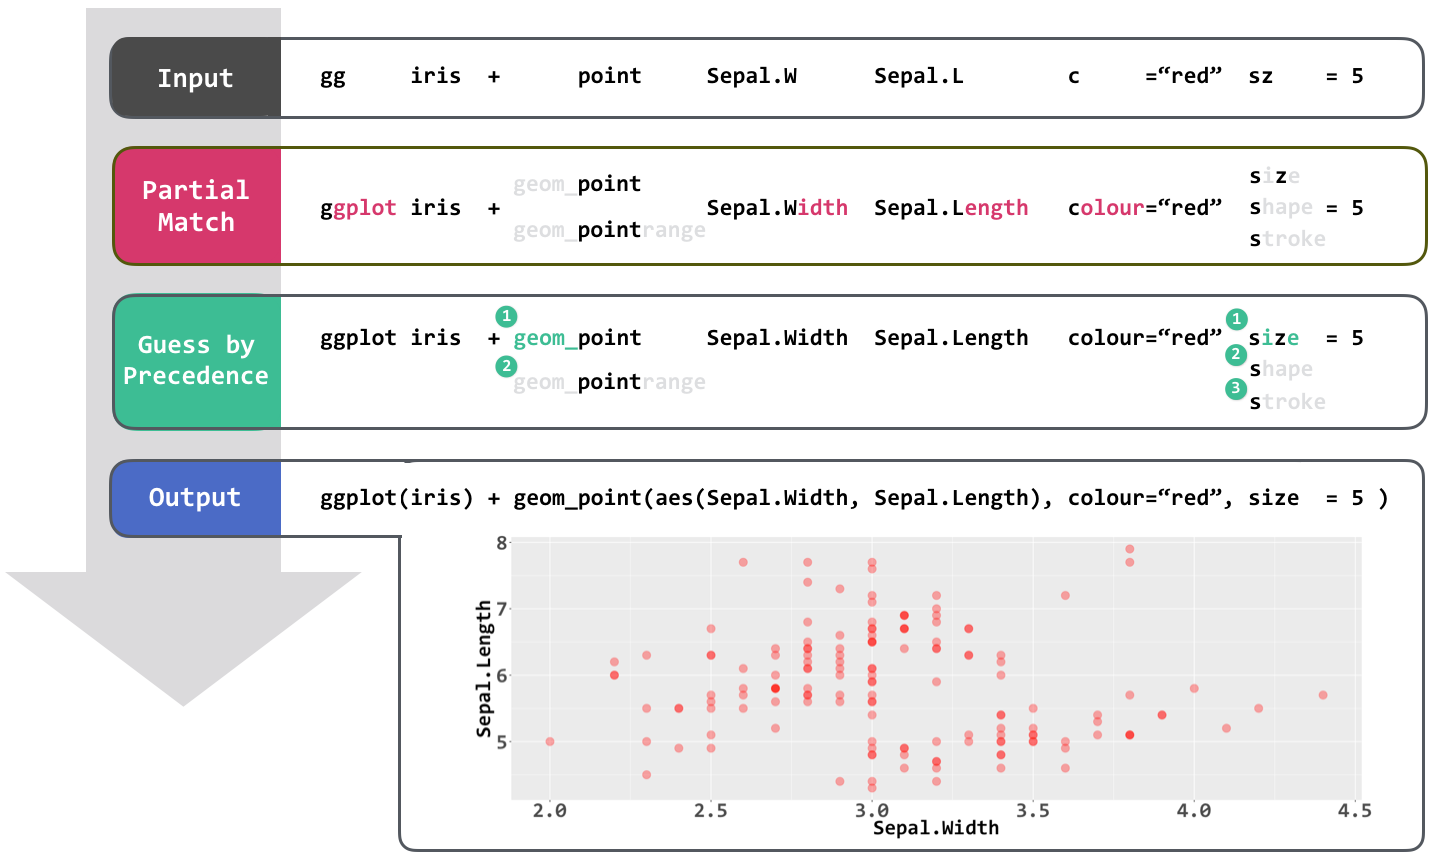 Input gg iris + point Sepal.W Sepal.L c =“red” sz = 5
Partial Match
geom_point size
ggplot iris + Sepal.Width Sepal.Length colour=“red” shape = 5
geom_pointrange stroke
Guess by Precedence
1 1
ggplot iris + geom_point Sepal.Width Sepal.Length colour=“red” size = 5
2 geom_pointrange 2 shape
3 stroke
Output ggplot(iris) + geom_point(aes(Sepal.Width, Sepal.Length), colour=“red”, size = 5 )
8
7
6
5
Sepal.Length
2.0 2.5 3.0 3.5 4.0 4.5
Sepal.Width